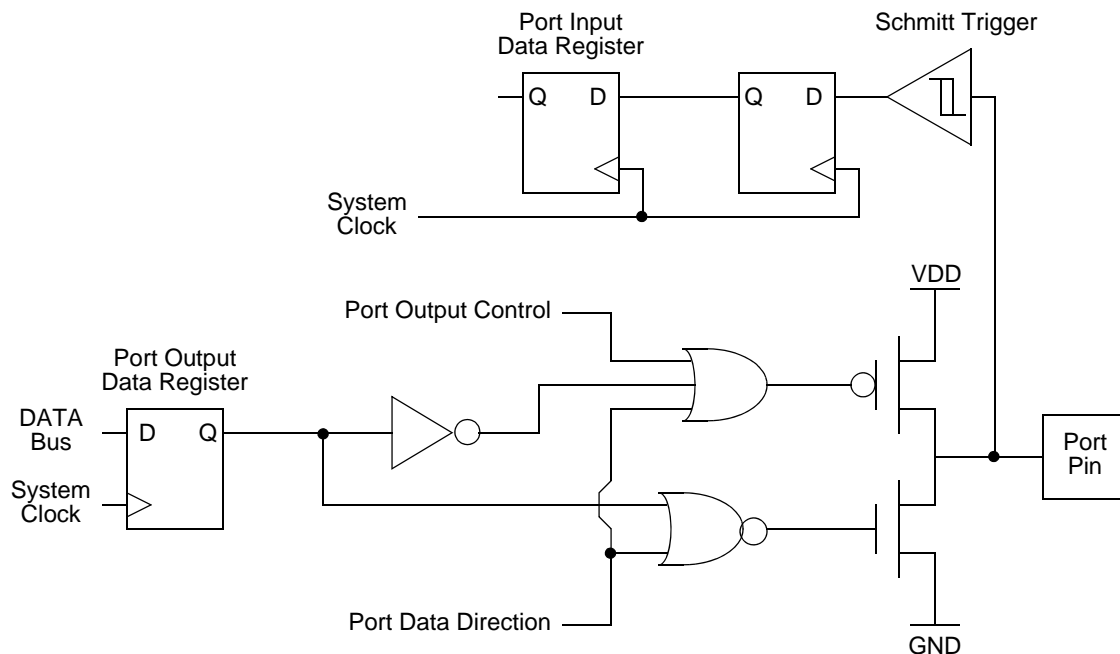 Port Input
Data Register
Schmitt Trigger
Q
D
Q
D
System
Clock
VDD
Port Output Control
Port Output
Data Register
DATA
Bus
D
Q
Port
Pin
System
Clock
Port Data Direction
GND